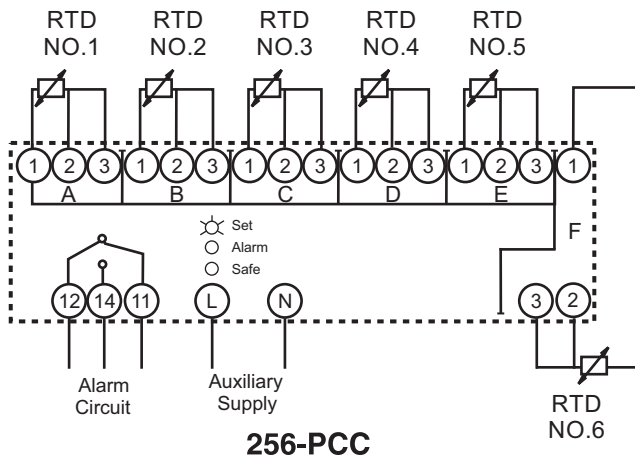 RTD RTD RTD RTD RTD
NO.1 NO.2 NO.3 NO.4 NO.5
1 2 3 1 2 3 1 2 3 1 2 3 1 2 3 1
A B C D E
F
Set
Alarm
Safe
12 14 11 L N 3 2
Alarm
Circuit
Auxiliary
Supply
RTD
NO.6
256-PCC